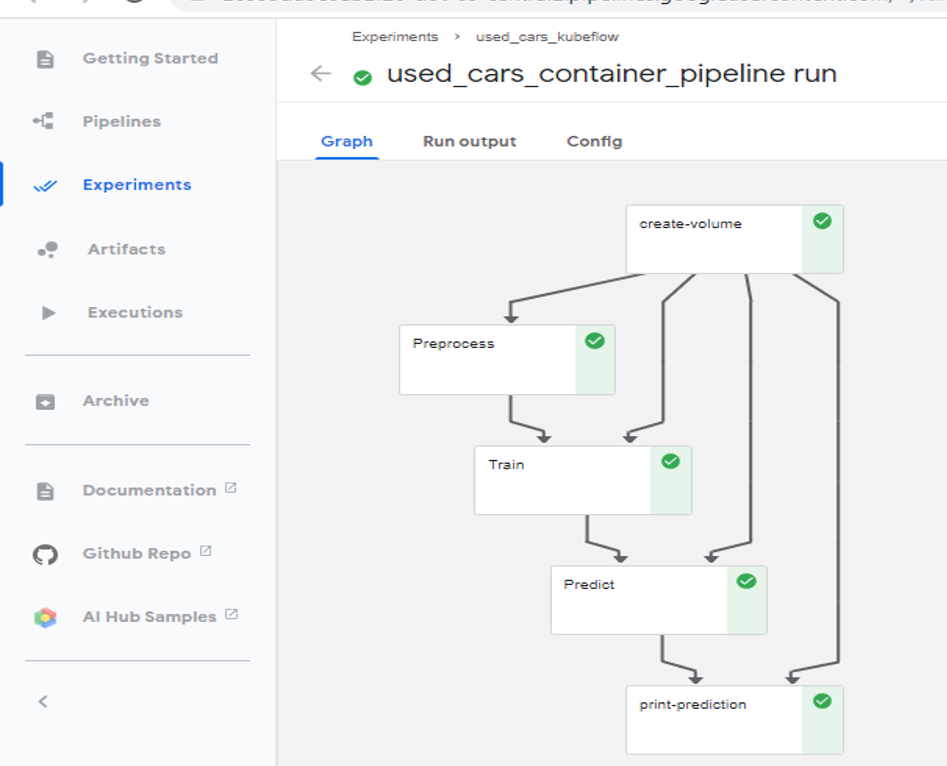 Getting Started
Pipelines
Experiments
Artifacts
Executions
Archive
Documentation
Github Repo
AI Hub Samples
Experiments > used_cars_kubeflow
used_cars_container_pipeline run
Graph Run output Config
create-volume
Preprocess
Train
Predict
print-prediction